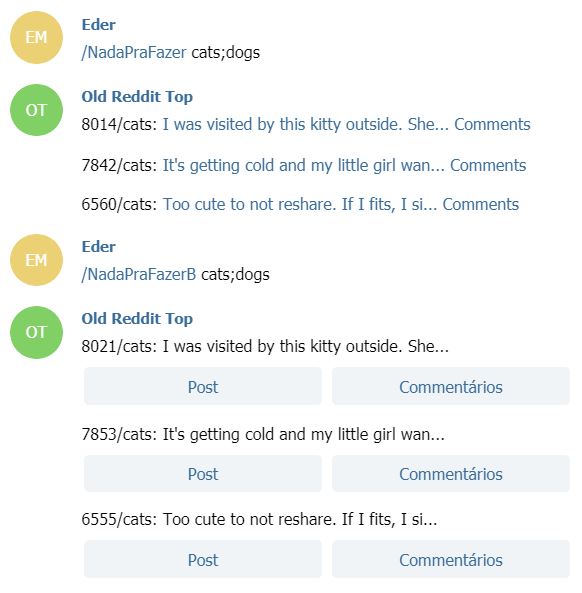 EM
Eder
/NadaPraFazer cats;dogs
OT
Old Reddit Top
8014/cats: I was visited by this kitty outside. She... Comments
7842/cats: It's getting cold and my little girl wan... Comments
6560/cats: Too cute to not reshare. If I fits, I si... Comments
EM
Eder
/NadaPraFazerB cats;dogs
OT
Old Reddit Top
8021/cats: I was visited by this kitty outside. She...
Post Commentários
7853/cats: It's getting cold and my little girl wan...
Post Commentários
6555/cats: Too cute to not reshare. If I fits, I si...
Post Commentários